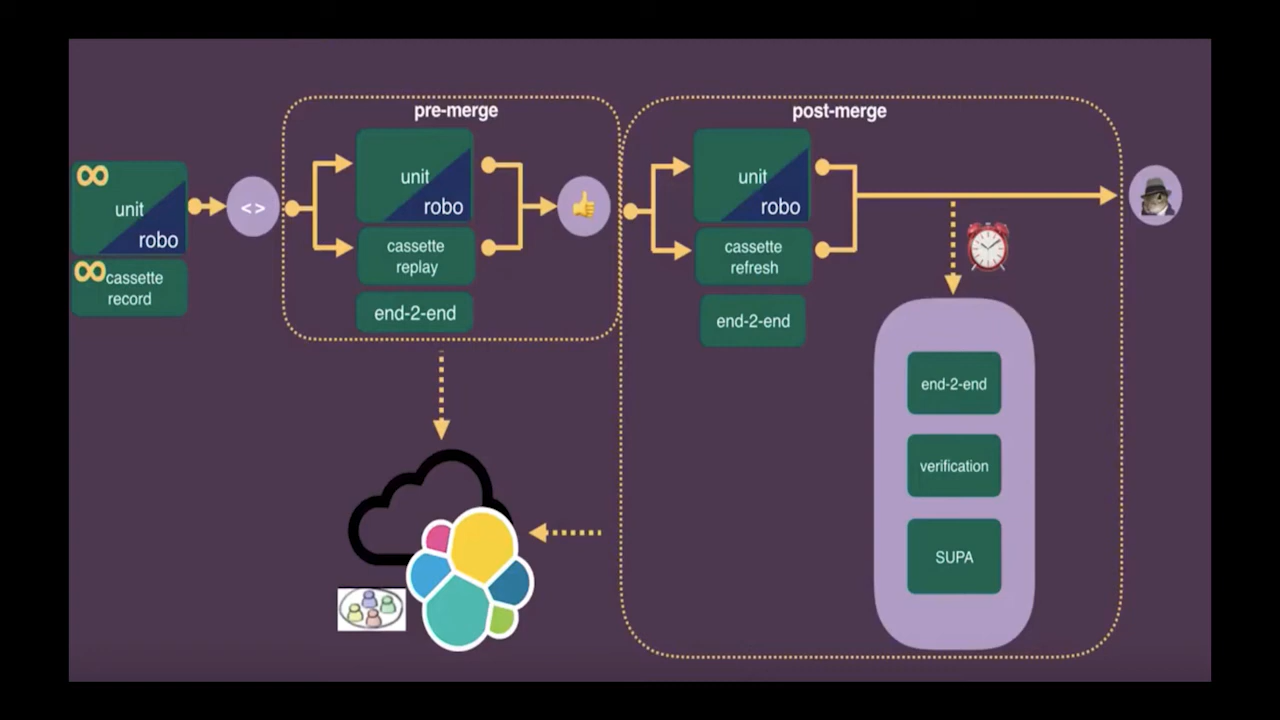 pre-merge
post-merge
∞
unit
robo
∞
cassette
record
< >
unit
robo
cassette
replay
end-2-end
unit
robo
cassette
refresh
end-2-end
end-2-end
verification
SUPA